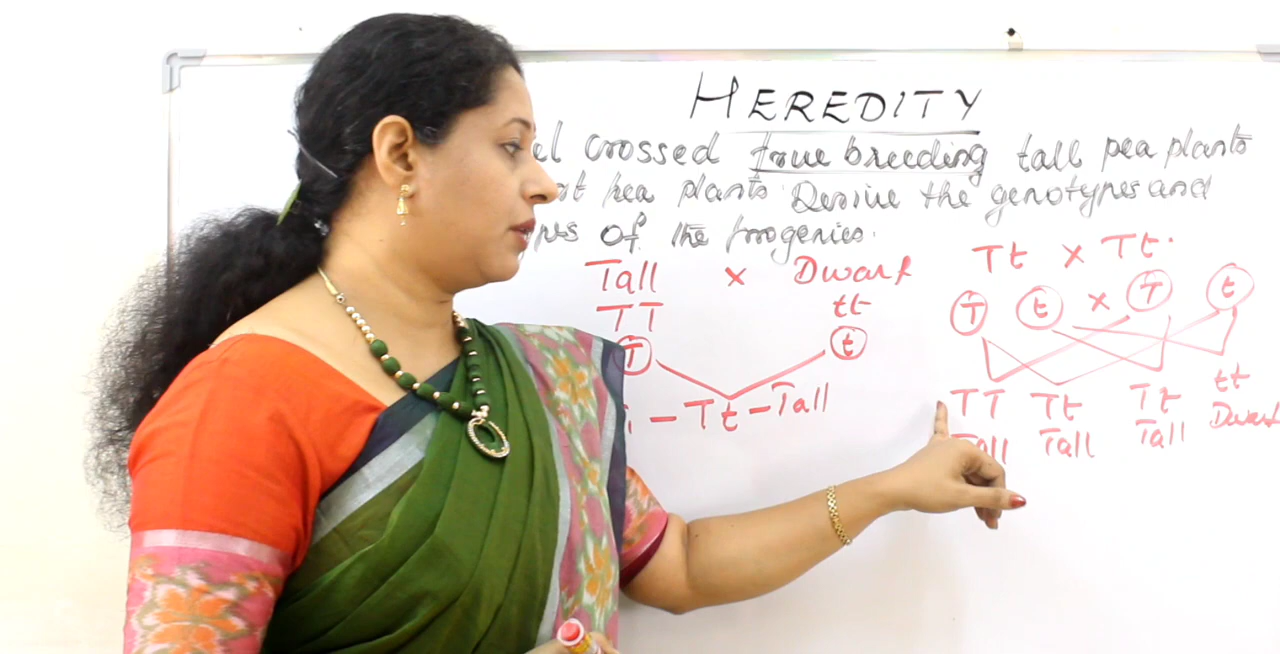 HEREDITY
el crossed true breeding tall pea plants
pea plants. Derive the genotypes and
of the progenies.
Tall x Dwarf
TT tt
T t
- Tt - Tall
Tt x Tt.
T t x T t
TT Tt Tt tt
Tall Tall Tall Dwarf